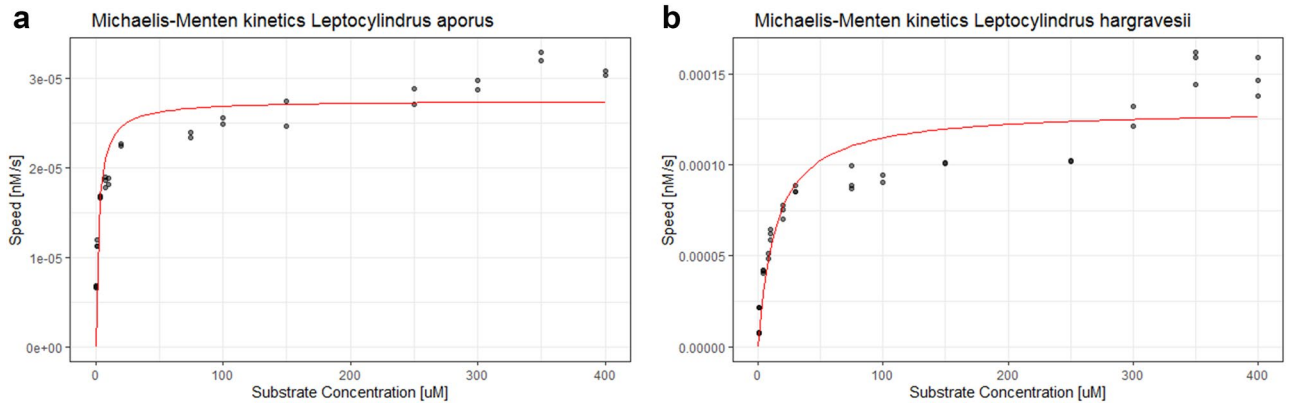 a
Michaelis-Menten kinetics Leptocylindrus aporus
3e-05
2e-05
1e-05
0e+00
Speed [nM/s]
0 100 200 300 400
Substrate Concentration [uM]
b
Michaelis-Menten kinetics Leptocylindrus hargravesii
0.00015
0.00010
0.00005
0.00000
Speed [nM/s]
0 100 200 300 400
Substrate Concentration [uM]